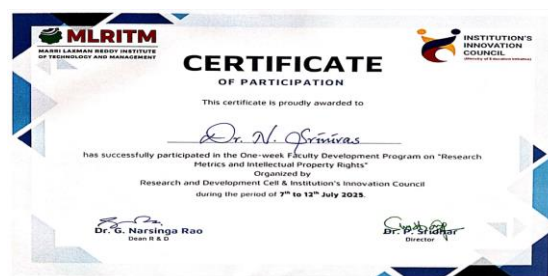 MLRITM
MARRI LAXMAN REDDY INSTITUTE
OF TECHNOLOGY AND MANAGEMENT
INSTITUTION'S
INNOVATION
COUNCIL
(Ministry of Education Initiative)
CERTIFICATE
OF PARTICIPATION
This certificate is proudly awarded to
Dr. N. Srinivas
has successfully participated in the One-week Faculty Development Program on "Research
Metrics and Intellectual Property Rights"
Organized by
Research and Development Cell & Institution's Innovation Council
during the period of 7th to 12th July 2025.
Dr. G. Narsinga Rao
Dean R & D
Dr. P. Sridhar
Director